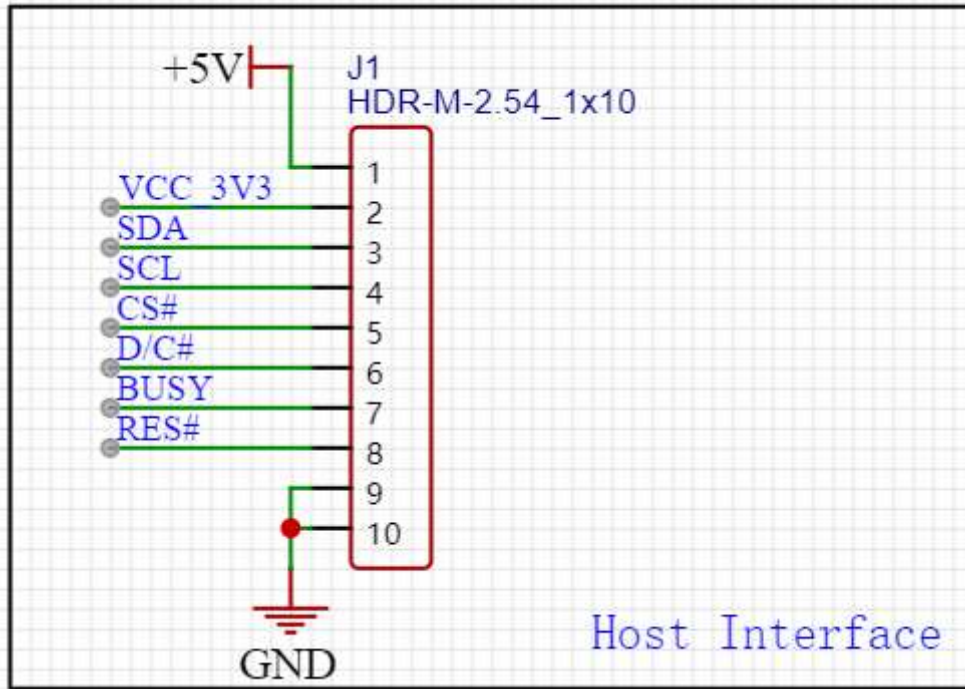 +5V
J1
HDR-M-2.54_1x10
1
VCC_3V3
2
SDA
3
SCL
4
CS#
5
D/C#
6
BUSY
7
RES#
8
9
10
GND
Host Interface